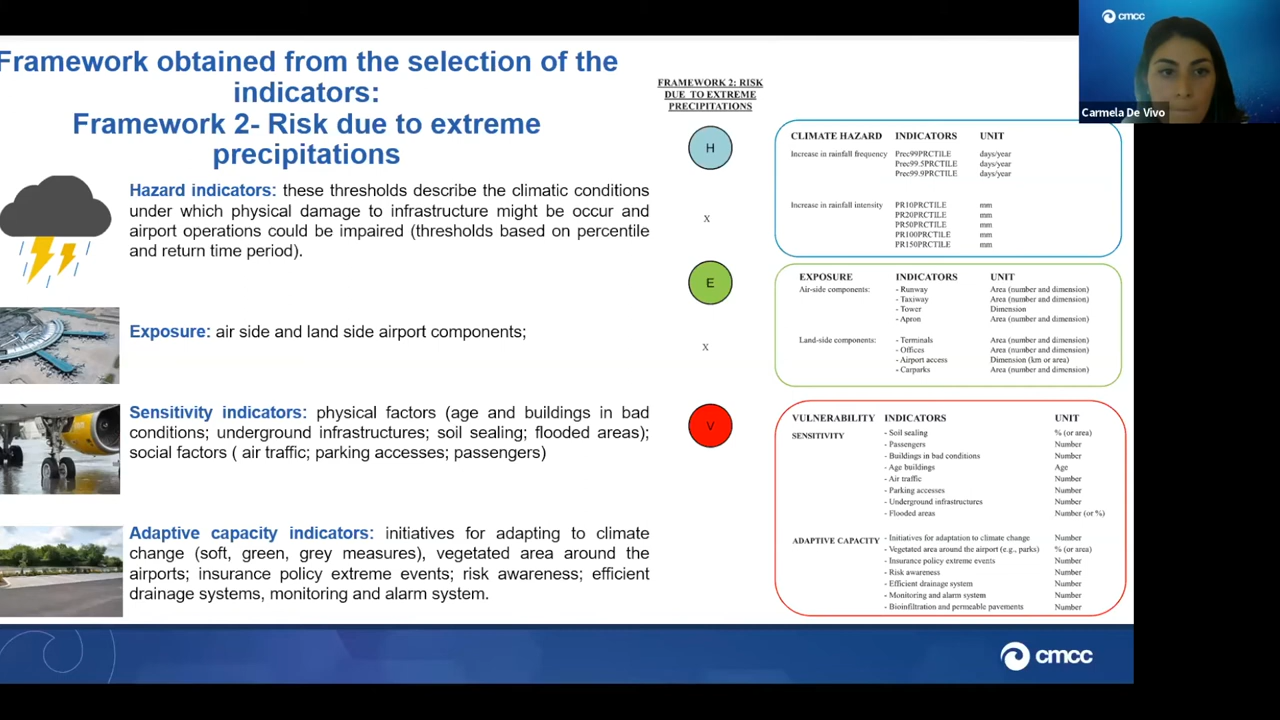 cmcc
Carmela De Vivo
Framework obtained from the selection of the
indicators:
Framework 2- Risk due to extreme
precipitations
Hazard indicators: these thresholds describe the climatic conditions
under which physical damage to infrastructure might be occur and
airport operations could be impaired (thresholds based on percentile
and return time period).
Exposure: air side and land side airport components;
Sensitivity indicators: physical factors (age and buildings in bad
conditions; underground infrastructures; soil sealing; flooded areas);
social factors ( air traffic; parking accesses; passengers)
Adaptive capacity indicators: initiatives for adapting to climate
change (soft, green, grey measures), vegetated area around the
airports; insurance policy extreme events; risk awareness; efficient
drainage systems, monitoring and alarm system.
FRAMEWORK 2: RISK
DUE TO EXTREME
PRECIPITATIONS
H
X
E
X
V
CLIMATE HAZARD INDICATORS UNIT
Increase in rainfall frequency Prec99PRCTILE days/year
Prec99.5PRCTILE days/year
Prec99.9PRCTILE days/year
Increase in rainfall intensity PR10PRCTILE mm
PR20PRCTILE mm
PR50PRCTILE mm
PR100PRCTILE mm
PR150PRCTILE mm
EXPOSURE INDICATORS UNIT
Air-side components: - Runway Area (number and dimension)
- Taxiway Area (number and dimension)
- Tower Dimension
- Apron Area (number and dimension)
Land-side components: - Terminals Area (number and dimension)
- Offices Area (number and dimension)
- Airport access Dimension (km or area)
- Carparks Area (number and dimension)
VULNERABILITY INDICATORS UNIT
SENSITIVITY - Soil sealing % (or area)
- Passengers Number
- Buildings in bad conditions Number
- Age buildings Age
- Air traffic Number
- Parking accesses Number
- Underground infrastructures Number
- Flooded areas Number (or %)
ADAPTIVE CAPACITY - Initiatives for adaptation to climate change Number
- Vegetated area around the airport (e.g., parks) % (or area)
- Insurance policy extreme events Number
- Risk awareness Number
- Efficient drainage system Number
- Monitoring and alarm system Number
- Bioinfiltration and permeable pavements Number
cmcc